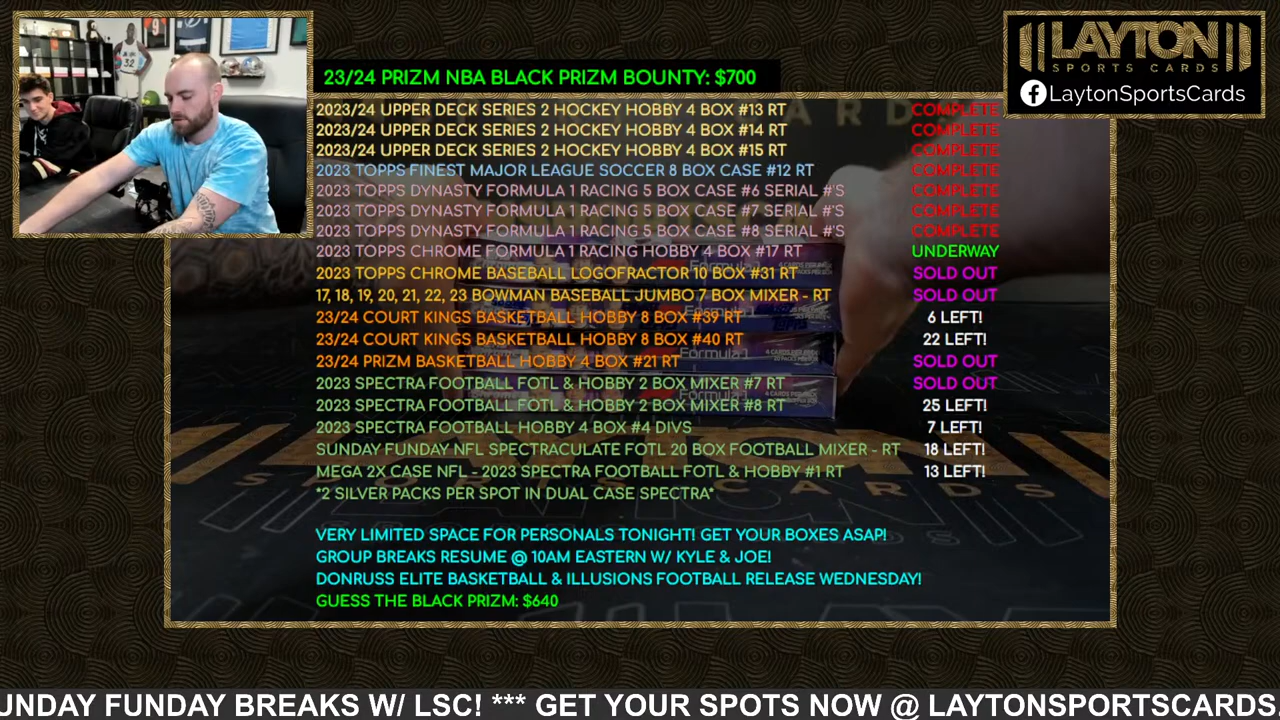 LAYTON
SPORTS CARDS
LaytonSportsCards
23/24 PRIZM NBA BLACK PRIZM BOUNTY: $700
2023/24 UPPER DECK SERIES 2 HOCKEY HOBBY 4 BOX #13 RT COMPLETE
2023/24 UPPER DECK SERIES 2 HOCKEY HOBBY 4 BOX #14 RT COMPLETE
2023/24 UPPER DECK SERIES 2 HOCKEY HOBBY 4 BOX #15 RT COMPLETE
2023 TOPPS FINEST MAJOR LEAGUE SOCCER 8 BOX CASE #12 RT COMPLETE
2023 TOPPS DYNASTY FORMULA 1 RACING 5 BOX CASE #6 SERIAL #'S COMPLETE
2023 TOPPS DYNASTY FORMULA 1 RACING 5 BOX CASE #7 SERIAL #'S COMPLETE
2023 TOPPS DYNASTY FORMULA 1 RACING 5 BOX CASE #8 SERIAL #'S COMPLETE
2023 TOPPS CHROME FORMULA 1 RACING HOBBY 4 BOX #17 RT UNDERWAY
2023 TOPPS CHROME BASEBALL LOGOFRACTOR 10 BOX #31 RT SOLD OUT
17, 18, 19, 20, 21, 22, 23 BOWMAN BASEBALL JUMBO 7 BOX MIXER - RT SOLD OUT
23/24 COURT KINGS BASKETBALL HOBBY 8 BOX #39 RT 6 LEFT!
23/24 COURT KINGS BASKETBALL HOBBY 8 BOX #40 RT 22 LEFT!
23/24 PRIZM BASKETBALL HOBBY 4 BOX #21 RT SOLD OUT
2023 SPECTRA FOOTBALL FOTL & HOBBY 2 BOX MIXER #7 RT SOLD OUT
2023 SPECTRA FOOTBALL FOTL & HOBBY 2 BOX MIXER #8 RT 25 LEFT!
2023 SPECTRA FOOTBALL HOBBY 4 BOX #4 DIVS 7 LEFT!
SUNDAY FUNDAY NFL SPECTRACULATE FOTL 20 BOX FOOTBALL MIXER - RT 18 LEFT!
MEGA 2X CASE NFL - 2023 SPECTRA FOOTBALL FOTL & HOBBY #1 RT 13 LEFT!
*2 SILVER PACKS PER SPOT IN DUAL CASE SPECTRA*
VERY LIMITED SPACE FOR PERSONALS TONIGHT! GET YOUR BOXES ASAP!
GROUP BREAKS RESUME @ 10AM EASTERN W/ KYLE & JOE!
DONRUSS ELITE BASKETBALL & ILLUSIONS FOOTBALL RELEASE WEDNESDAY!
GUESS THE BLACK PRIZM: $640
UNDAY FUNDAY BREAKS W/ LSC! *** GET YOUR SPOTS NOW @ LAYTONSPORTSCARDS.